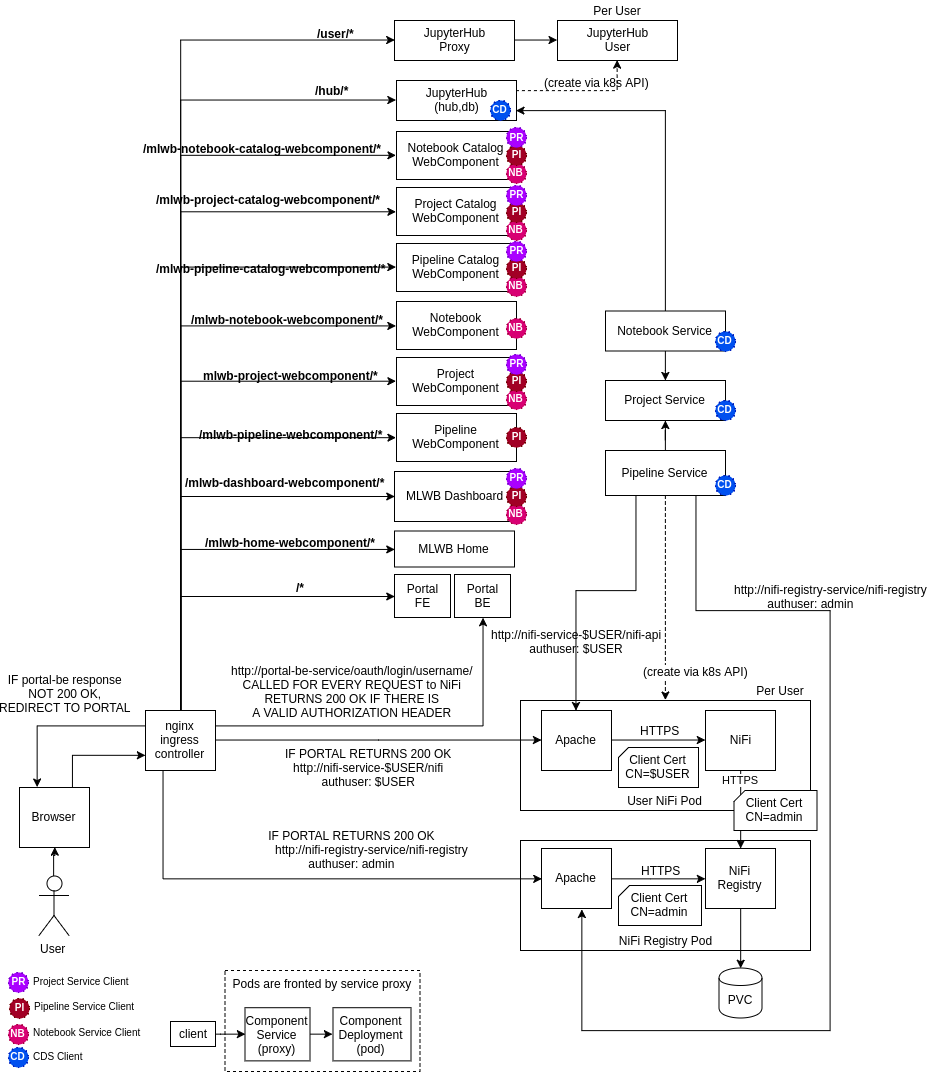 Per User
/user/*
JupyterHub
Proxy
JupyterHub
User
(create via k8s API)
/hub/*
JupyterHub
(hub,db)
CD
/mlwb-notebook-catalog-webcomponent/*
Notebook Catalog
WebComponent
PR
PI
NB
/mlwb-project-catalog-webcomponent/*
Project Catalog
WebComponent
PR
PI
NB
/mlwb-pipeline-catalog-webcomponent/*
Pipeline Catalog
WebComponent
PR
PI
NB
/mlwb-notebook-webcomponent/*
Notebook
WebComponent
NB
Notebook Service
CD
mlwb-project-webcomponent/*
Project
WebComponent
PR
PI
NB
Project Service
CD
/mlwb-pipeline-webcomponent/*
Pipeline
WebComponent
PI
Pipeline Service
CD
/mlwb-dashboard-webcomponent/*
MLWB Dashboard
PR
PI
NB
/mlwb-home-webcomponent/*
MLWB Home
/*
Portal
FE
Portal
BE
http://nifi-registry-service/nifi-registry
authuser: admin
http://nifi-service-$USER/nifi-api
authuser: $USER
(create via k8s API)
IF portal-be response
NOT 200 OK,
REDIRECT TO PORTAL
http://portal-be-service/oauth/login/username/
CALLED FOR EVERY REQUEST to NiFi
RETURNS 200 OK IF THERE IS
A VALID AUTHORIZATION HEADER
Per User
nginx
ingress
controller
IF PORTAL RETURNS 200 OK
http://nifi-service-$USER/nifi
authuser: $USER
Apache
HTTPS
NiFi
Client Cert
CN=$USER
HTTPS
User NiFi Pod
Client Cert
CN=admin
Browser
IF PORTAL RETURNS 200 OK
http://nifi-registry-service/nifi-registry
authuser: admin
Apache
HTTPS
NiFi
Registry
Client Cert
CN=admin
NiFi Registry Pod
User
PVC
PR Project Service Client
PI Pipeline Service Client
NB Notebook Service Client
CD CDS Client
Pods are fronted by service proxy
client
Component
Service
(proxy)
Component
Deployment
(pod)